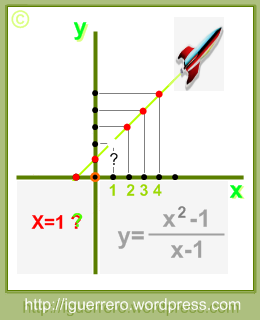 ©
y
?
1 2 3 4
x
X=1 ?
y= x²-1
x-1
http://iguerrero.wordpress.com